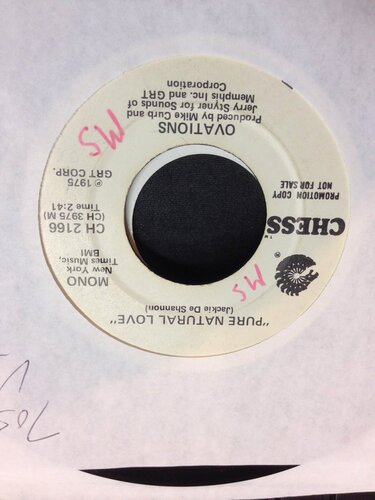 "PURE NATURAL LOVE"
(Jackie De Shannon)
MS
CHESS
TM
PROMOTION COPY
NOT FOR SALE
MONO
New York
Times Music,
BMI
CH 2166
(CH 3975 M)
Time 2:41
℗ 1975
GRT CORP.
MS
OVATIONS
Produced by Mike Curb and
Jerry Styner for Sounds of
Memphis Inc. and GRT
Corporation